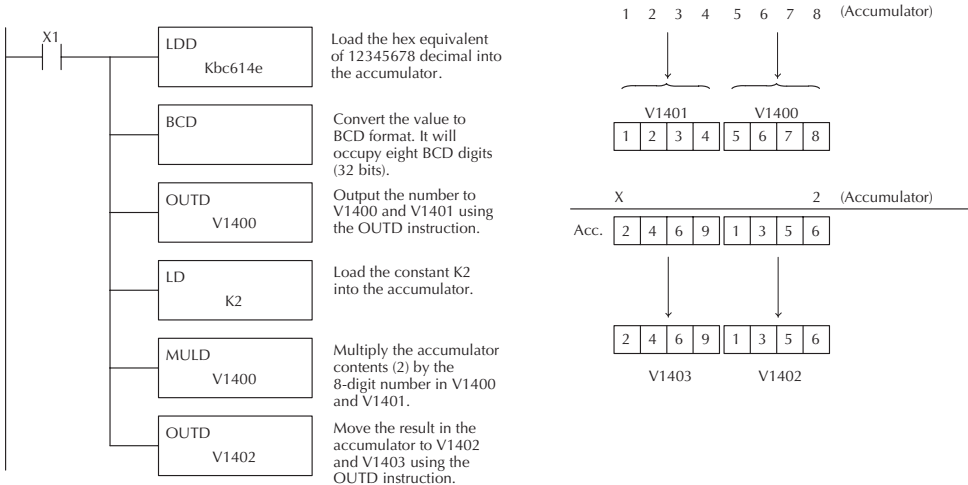 X1
LDD
Kbc614e
Load the hex equivalent
of 12345678 decimal into
the accumulator.
BCD
Convert the value to
BCD format. It will
occupy eight BCD digits
(32 bits).
OUTD
V1400
Output the number to
V1400 and V1401 using
the OUTD instruction.
LD
K2
Load the constant K2
into the accumulator.
MULD
V1400
Multiply the accumulator
contents (2) by the
8-digit number in V1400
and V1401.
OUTD
V1402
Move the result in the
accumulator to V1402
and V1403 using the
OUTD instruction.
1 2 3 4 5 6 7 8 (Accumulator)
V1401 V1400
1 2 3 4 5 6 7 8
X 2 (Accumulator)
Acc. 2 4 6 9 1 3 5 6
2 4 6 9 1 3 5 6
V1403 V1402